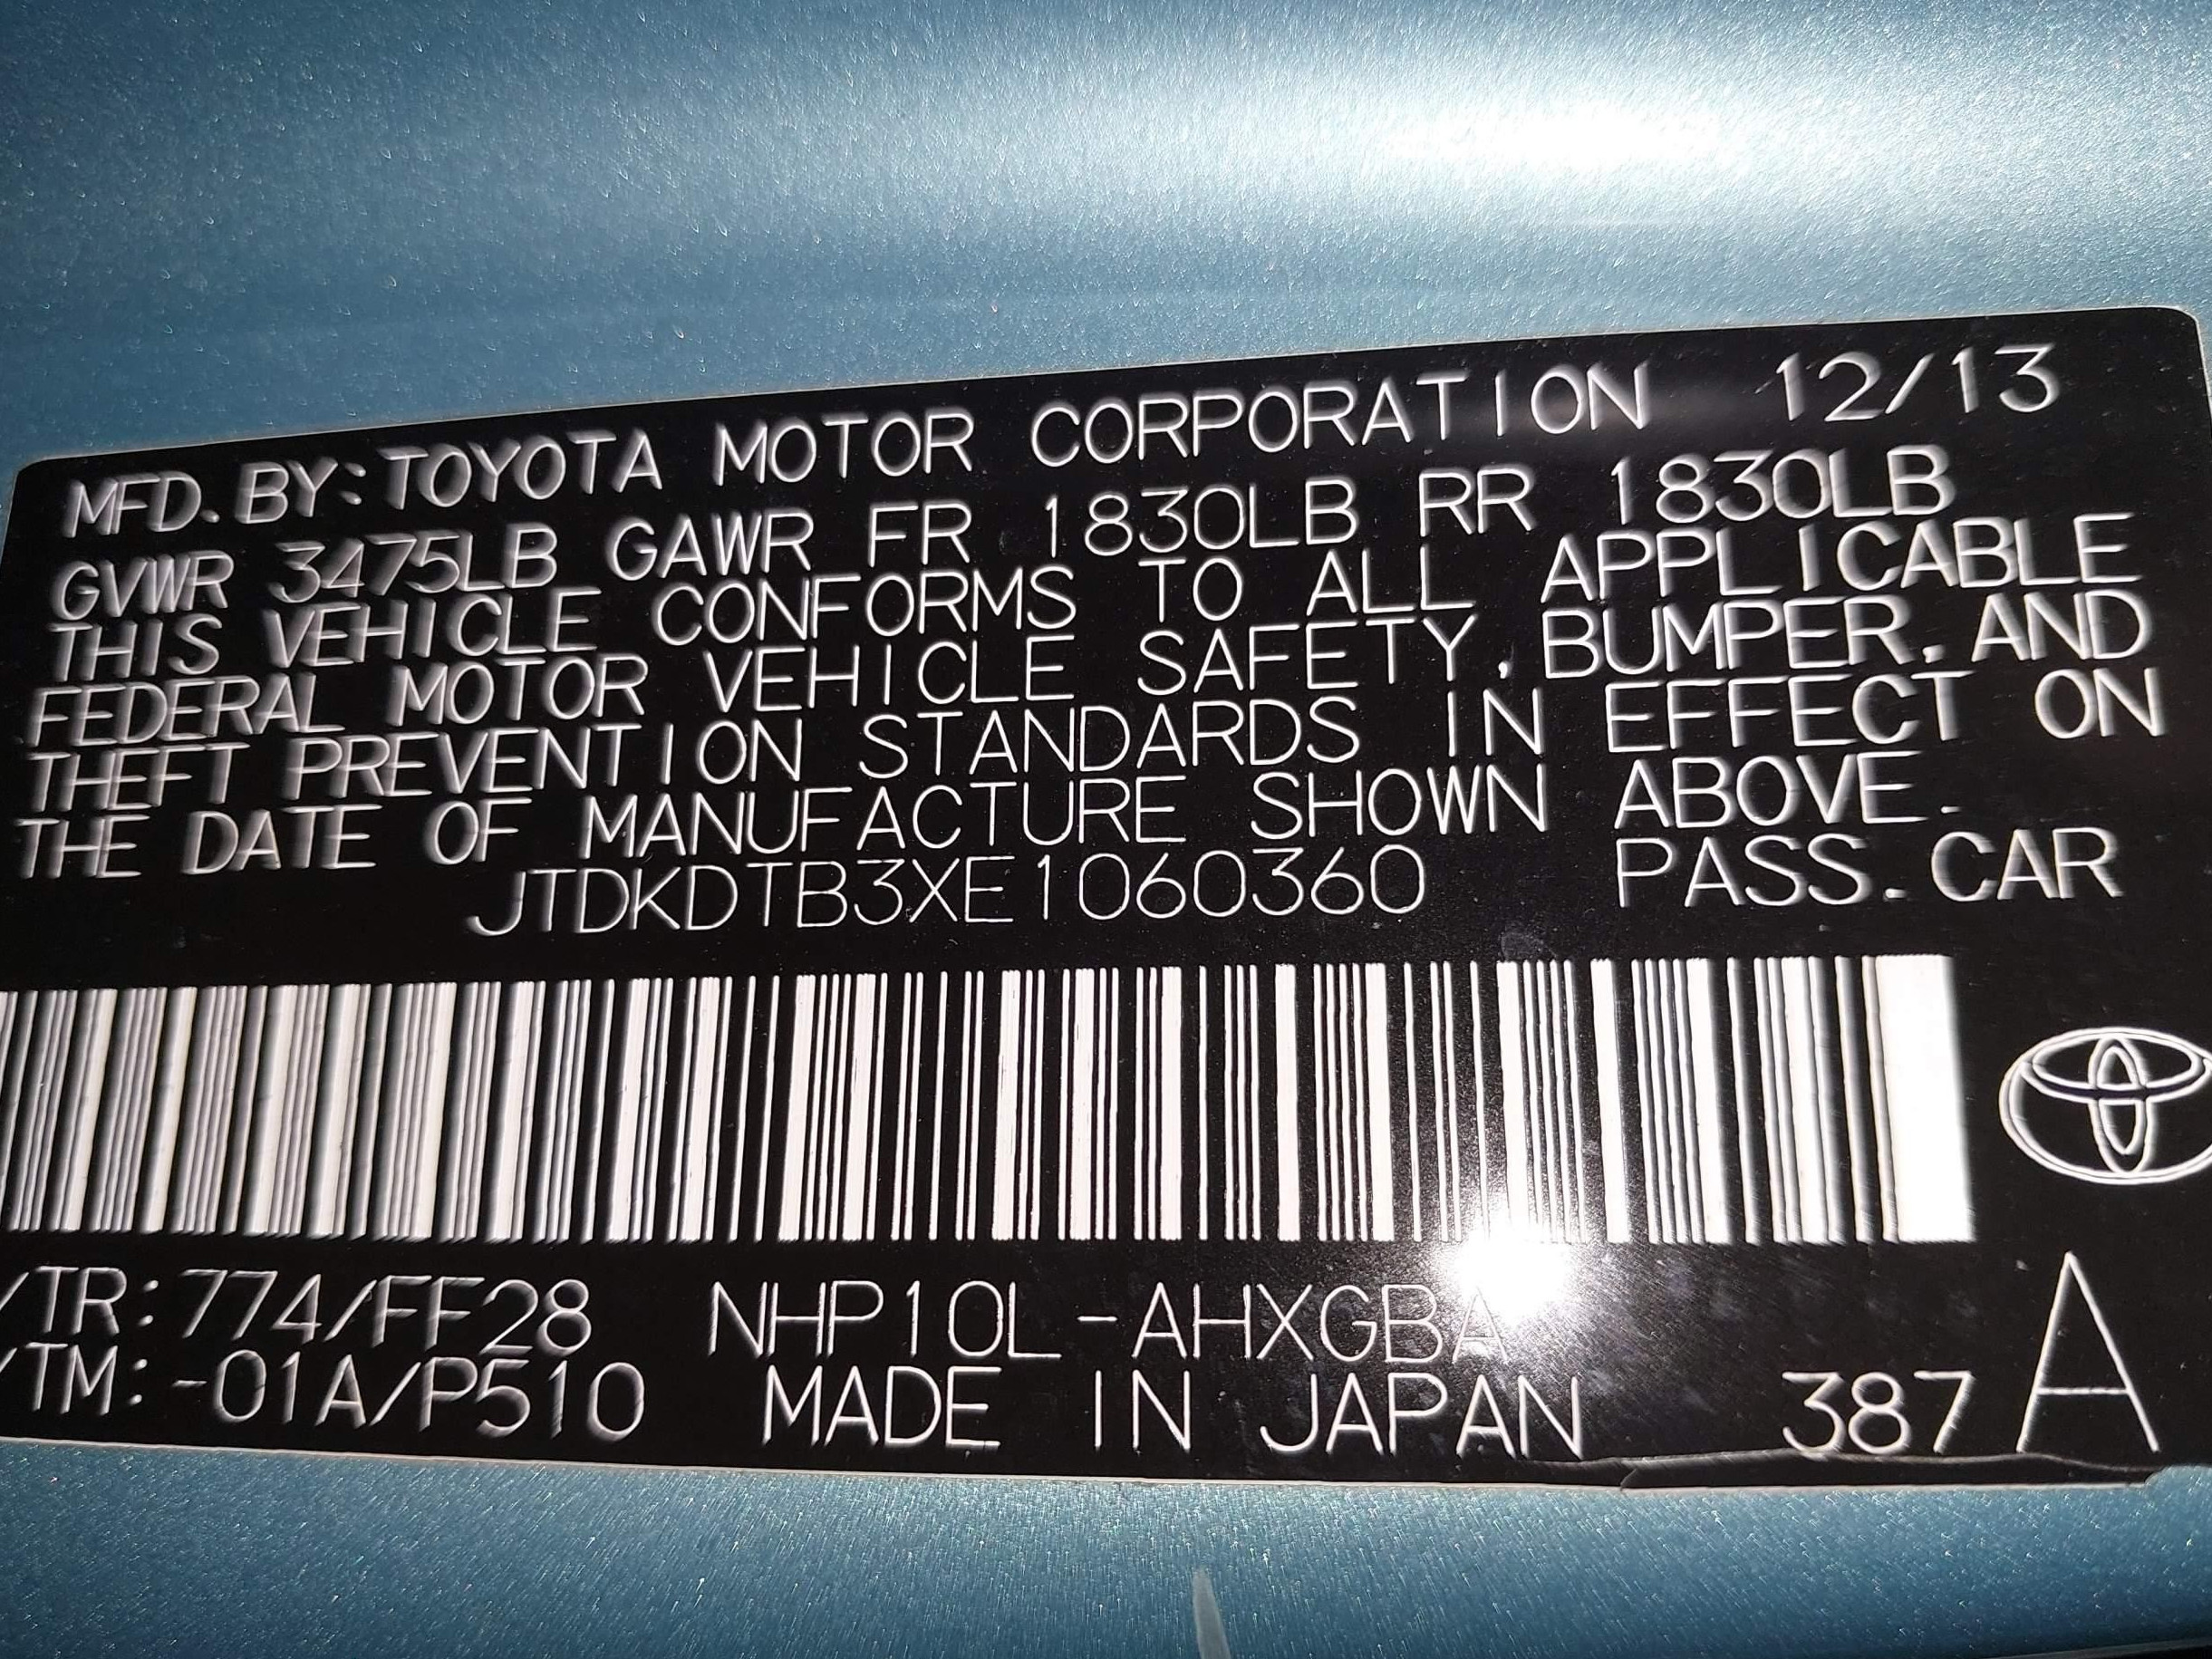 MFD. BY: TOYOTA MOTOR CORPORATION 12/13
GVWR 3475LB GAWR FR 1830LB RR 1830LB
THIS VEHICLE CONFORMS TO ALL APPLICABLE
FEDERAL MOTOR VEHICLE SAFETY, BUMPER, AND
THEFT PREVENTION STANDARDS IN EFFECT ON
THE DATE OF MANUFACTURE SHOWN ABOVE.
JTDKDTB3XE1060360 PASS. CAR
/TR: 774/FF28 NHP10L-AHXGBA
/TM: -01A/P510 MADE IN JAPAN 387 A